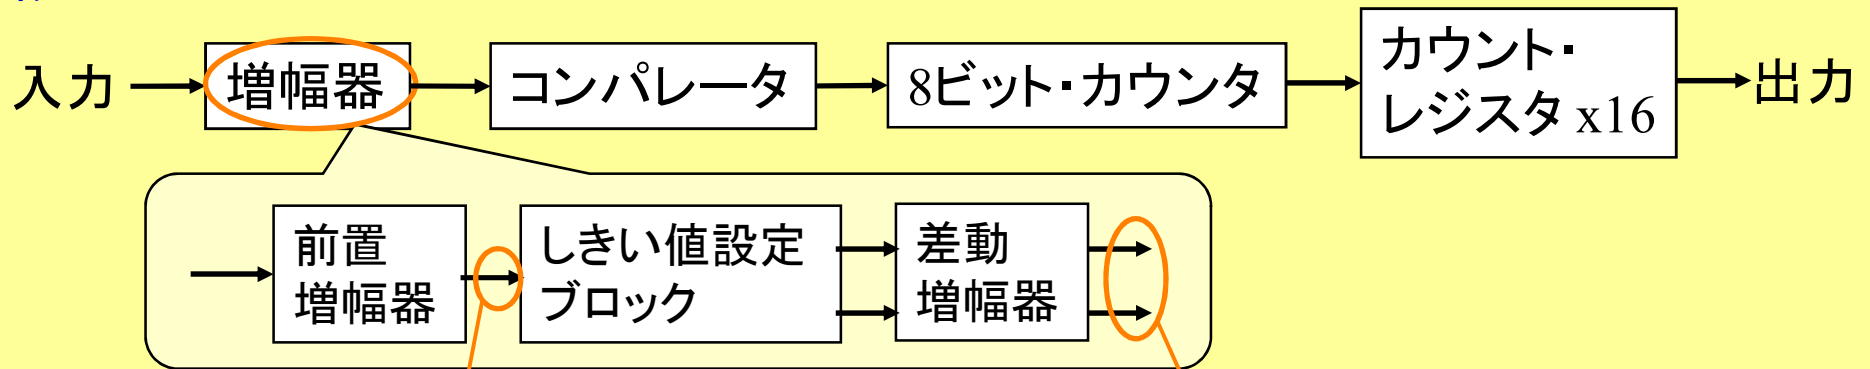 入力
増幅器
コンパレータ
8ビット・カウンタ
カウント・
レジスタ x16
出力
前置
増幅器
しきい値設定
ブロック
差動
増幅器